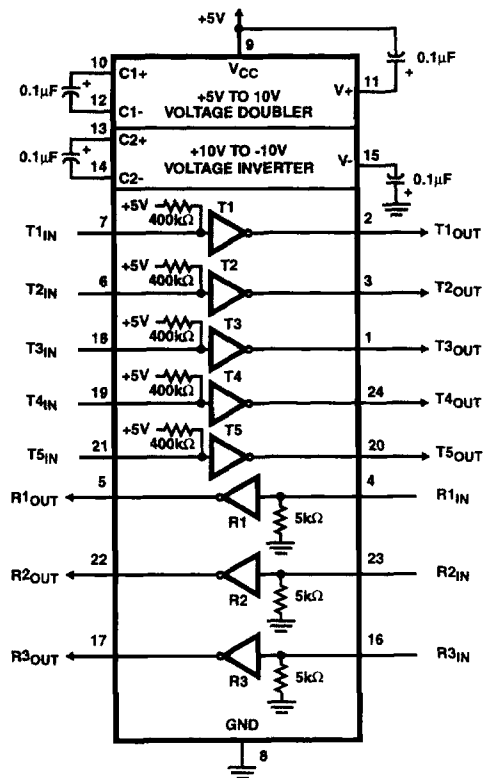 +5V
9
10
C1+
VCC
0.1µF
+
0.1µF
+
11
V+
12
C1-
+5V TO 10V
VOLTAGE DOUBLER
13
C2+
0.1µF
+
14
C2-
+10V TO -10V
VOLTAGE INVERTER
15
V-
0.1µF
+
+5V
400kΩ
T1
T1IN
7
2
T1OUT
+5V
400kΩ
T2
T2IN
6
3
T2OUT
+5V
400kΩ
T3
T3IN
18
1
T3OUT
+5V
400kΩ
T4
T4IN
19
24
T4OUT
+5V
400kΩ
T5
T5IN
21
20
T5OUT
R1OUT
5
4
R1IN
R1
5kΩ
R2OUT
22
23
R2IN
R2
5kΩ
R3OUT
17
16
R3IN
R3
5kΩ
GND
8